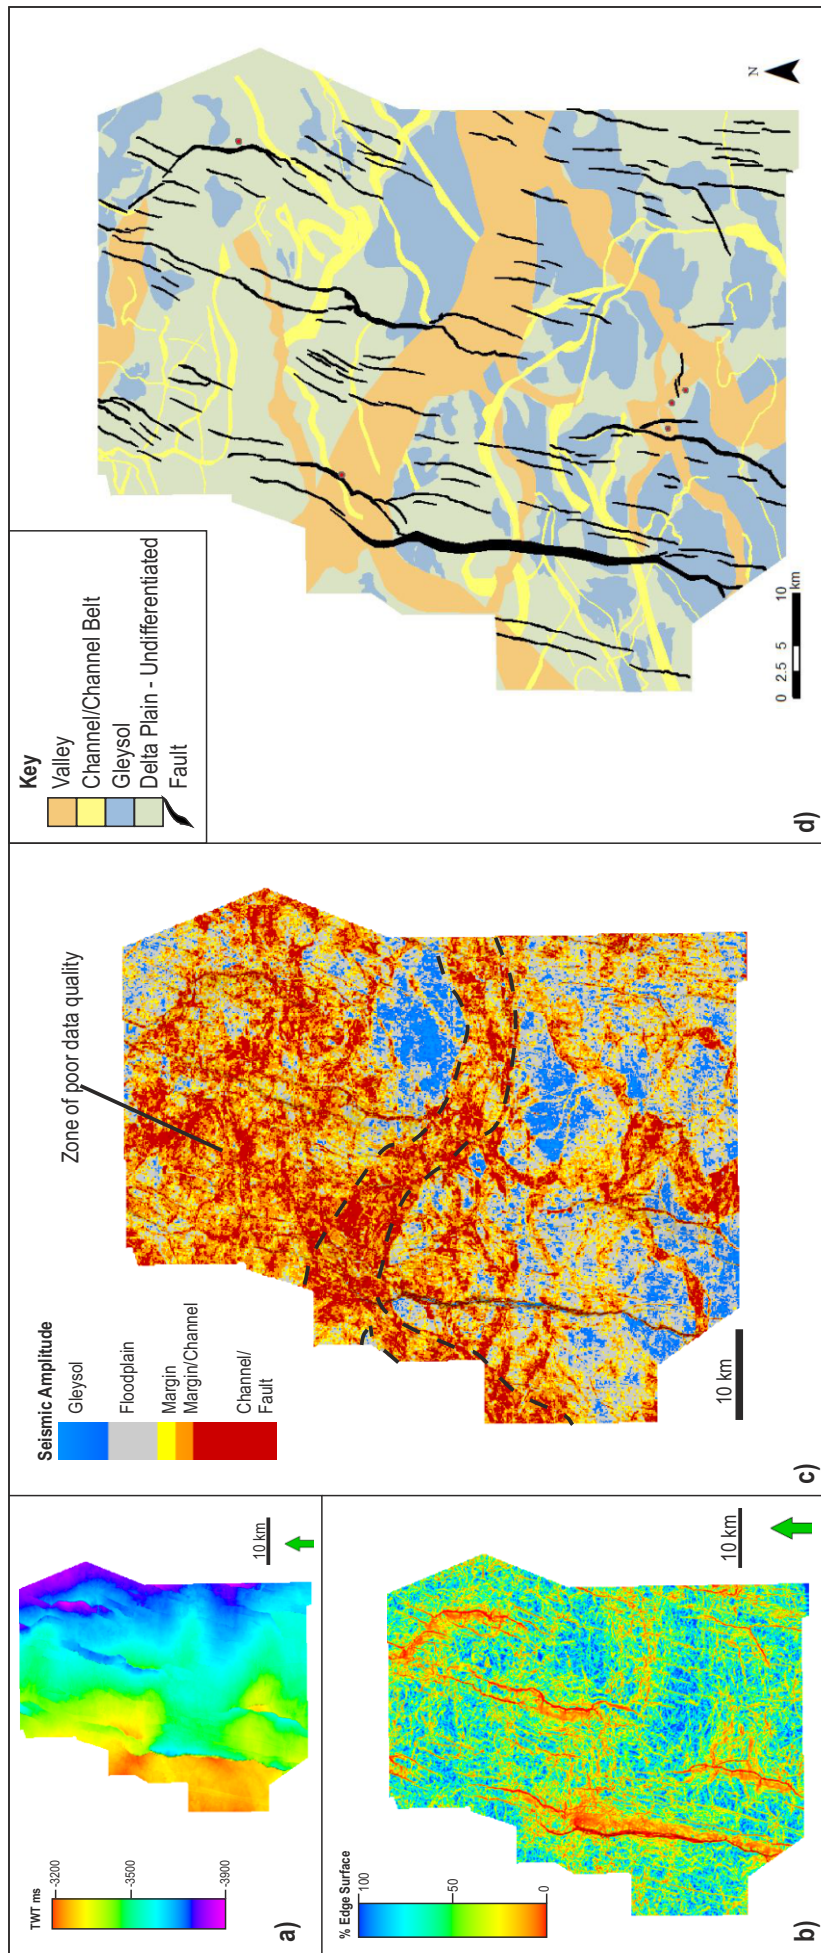 TWT ms
-3200
-3500
-3900
10 km
a)
% Edge Surface
100
50
0
10 km
b)
Seismic Amplitude
Gleysol
Floodplain
Margin
Margin/Channel
Channel/
Fault
Zone of poor data quality
10 km
c)
Key
Valley
Channel/Channel Belt
Gleysol
Delta Plain - Undifferentiated
Fault
N
0 2.5 5 10
km
d)